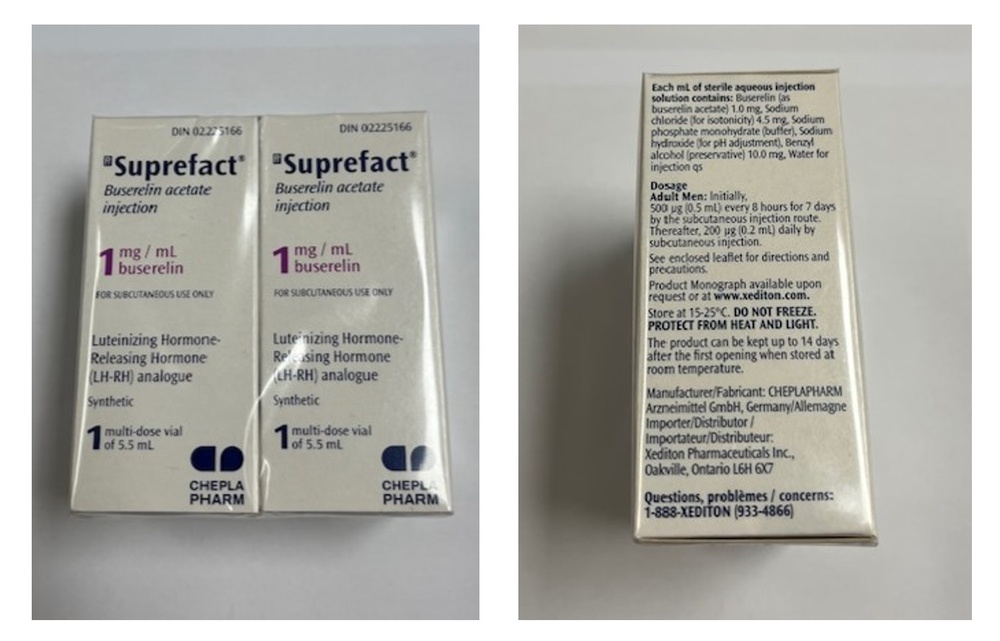 DIN 02225166
®Suprefact®
Buserelin acetate
injection
1 mg / mL
buserelin
FOR SUBCUTANEOUS USE ONLY
Luteinizing Hormone-
Releasing Hormone
(LH-RH) analogue
Synthetic
1 multi-dose vial
of 5.5 mL
CHEPLA
PHARM
DIN 02225166
®Suprefact®
Buserelin acetate
injection
1 mg / mL
buserelin
FOR SUBCUTANEOUS USE ONLY
Luteinizing Hormone-
Releasing Hormone
(LH-RH) analogue
Synthetic
1 multi-dose vial
of 5.5 mL
CHEPLA
PHARM
Each mL of sterile aqueous injection
solution contains: Buserelin (as
buserelin acetate) 1.0 mg, Sodium
chloride (for isotonicity) 4.5 mg, Sodium
phosphate monohydrate (buffer), Sodium
hydroxide (for pH adjustment), Benzyl
alcohol (preservative) 10.0 mg, Water for
injection qs
Dosage
Adult Men: Initially,
500 µg (0.5 mL) every 8 hours for 7 days
by the subcutaneous injection route.
Thereafter, 200 µg (0.2 mL) daily by
subcutaneous injection.
See enclosed leaflet for directions and
precautions.
Product Monograph available upon
request or at www.xediton.com.
Store at 15-25°C. DO NOT FREEZE.
PROTECT FROM HEAT AND LIGHT.
The product can be kept up to 14 days
after the first opening when stored at
room temperature.
Manufacturer/Fabricant: CHEPLAPHARM
Arzneimittel GmbH, Germany/Allemagne
Importer/Distributor /
Importateur/Distributeur:
Xediton Pharmaceuticals Inc.,
Oakville, Ontario L6H 6X7
Questions, problèmes / concerns:
1-888-XEDITON (933-4866)